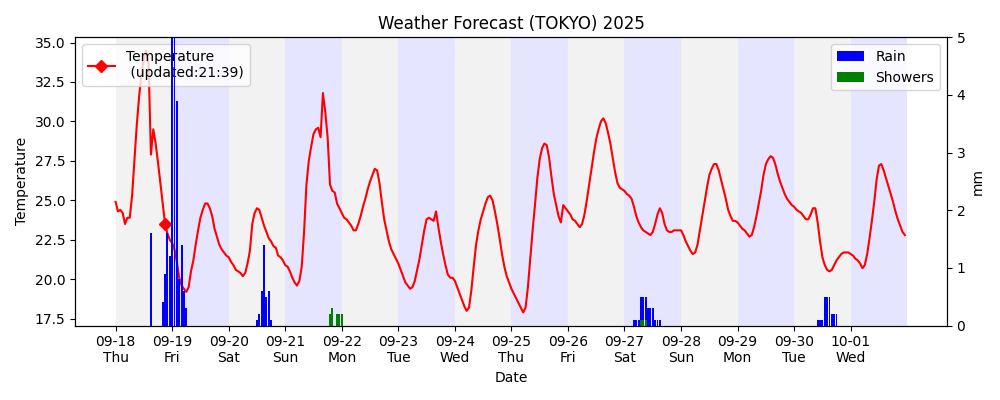 Weather Forecast (TOKYO) 2025
Temperature
(updated:21:39)
Rain
Showers
35.0
32.5
30.0
27.5
25.0
22.5
20.0
17.5
Temperature
5
4
3
2
1
0
mm
09-18 09-19 09-20 09-21 09-22 09-23 09-24 09-25 09-26 09-27 09-28 09-29 09-30 10-01
Thu Fri Sat Sun Mon Tue Wed Thu Fri Sat Sun Mon Tue Wed
Date